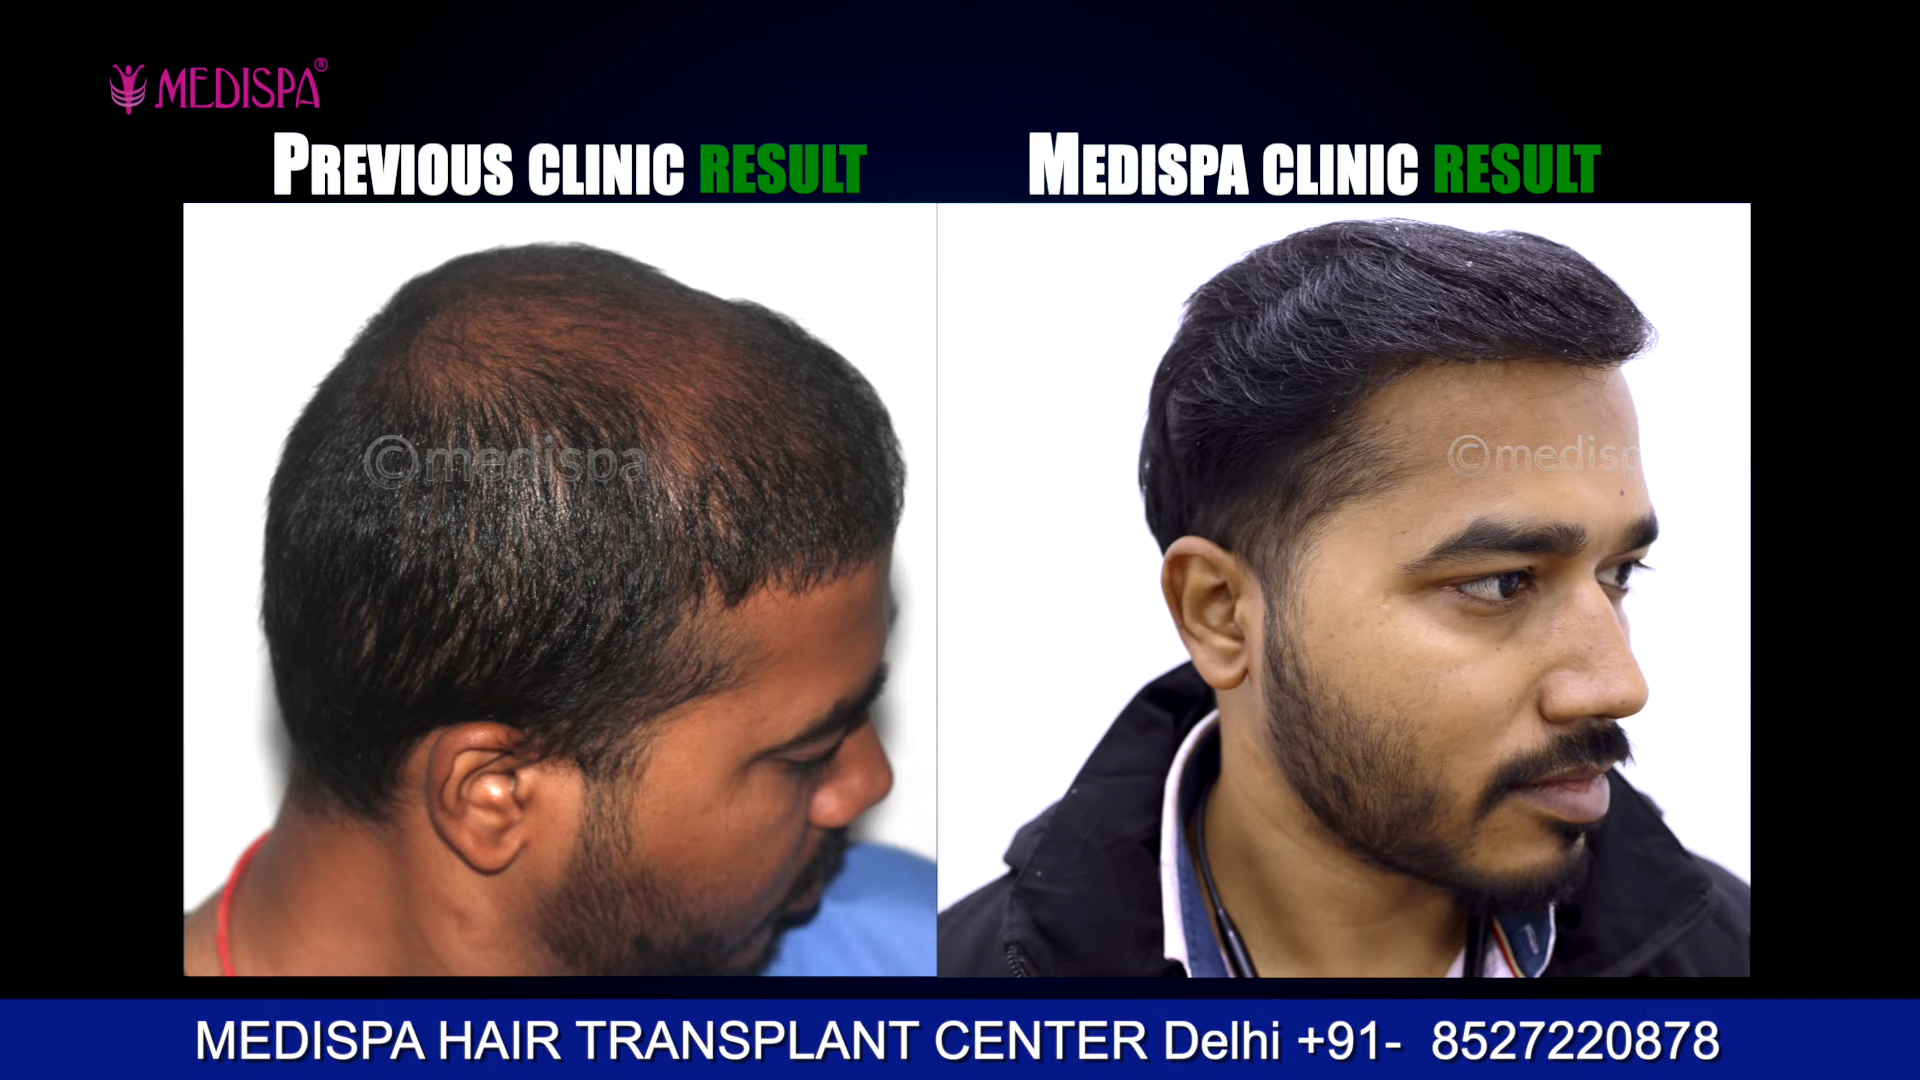 MEDISPA®
PREVIOUS CLINIC RESULT
MEDISPA CLINIC RESULT
©medispa
©medisp
MEDISPA HAIR TRANSPLANT CENTER Delhi +91- 8527220878